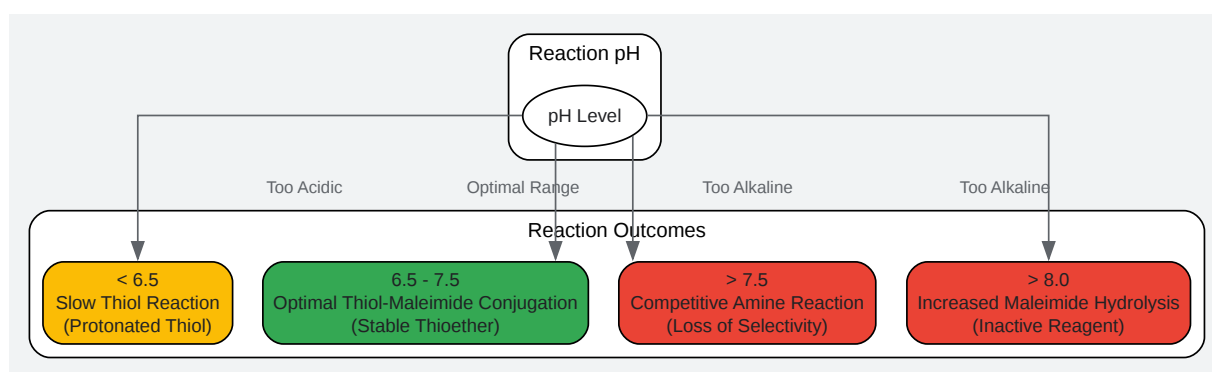 Reaction pH
pH Level
Too Acidic
Optimal Range
Too Alkaline
Too Alkaline
Reaction Outcomes
< 6.5
Slow Thiol Reaction
(Protonated Thiol)
6.5 - 7.5
Optimal Thiol-Maleimide Conjugation
(Stable Thioether)
> 7.5
Competitive Amine Reaction
(Loss of Selectivity)
> 8.0
Increased Maleimide Hydrolysis
(Inactive Reagent)